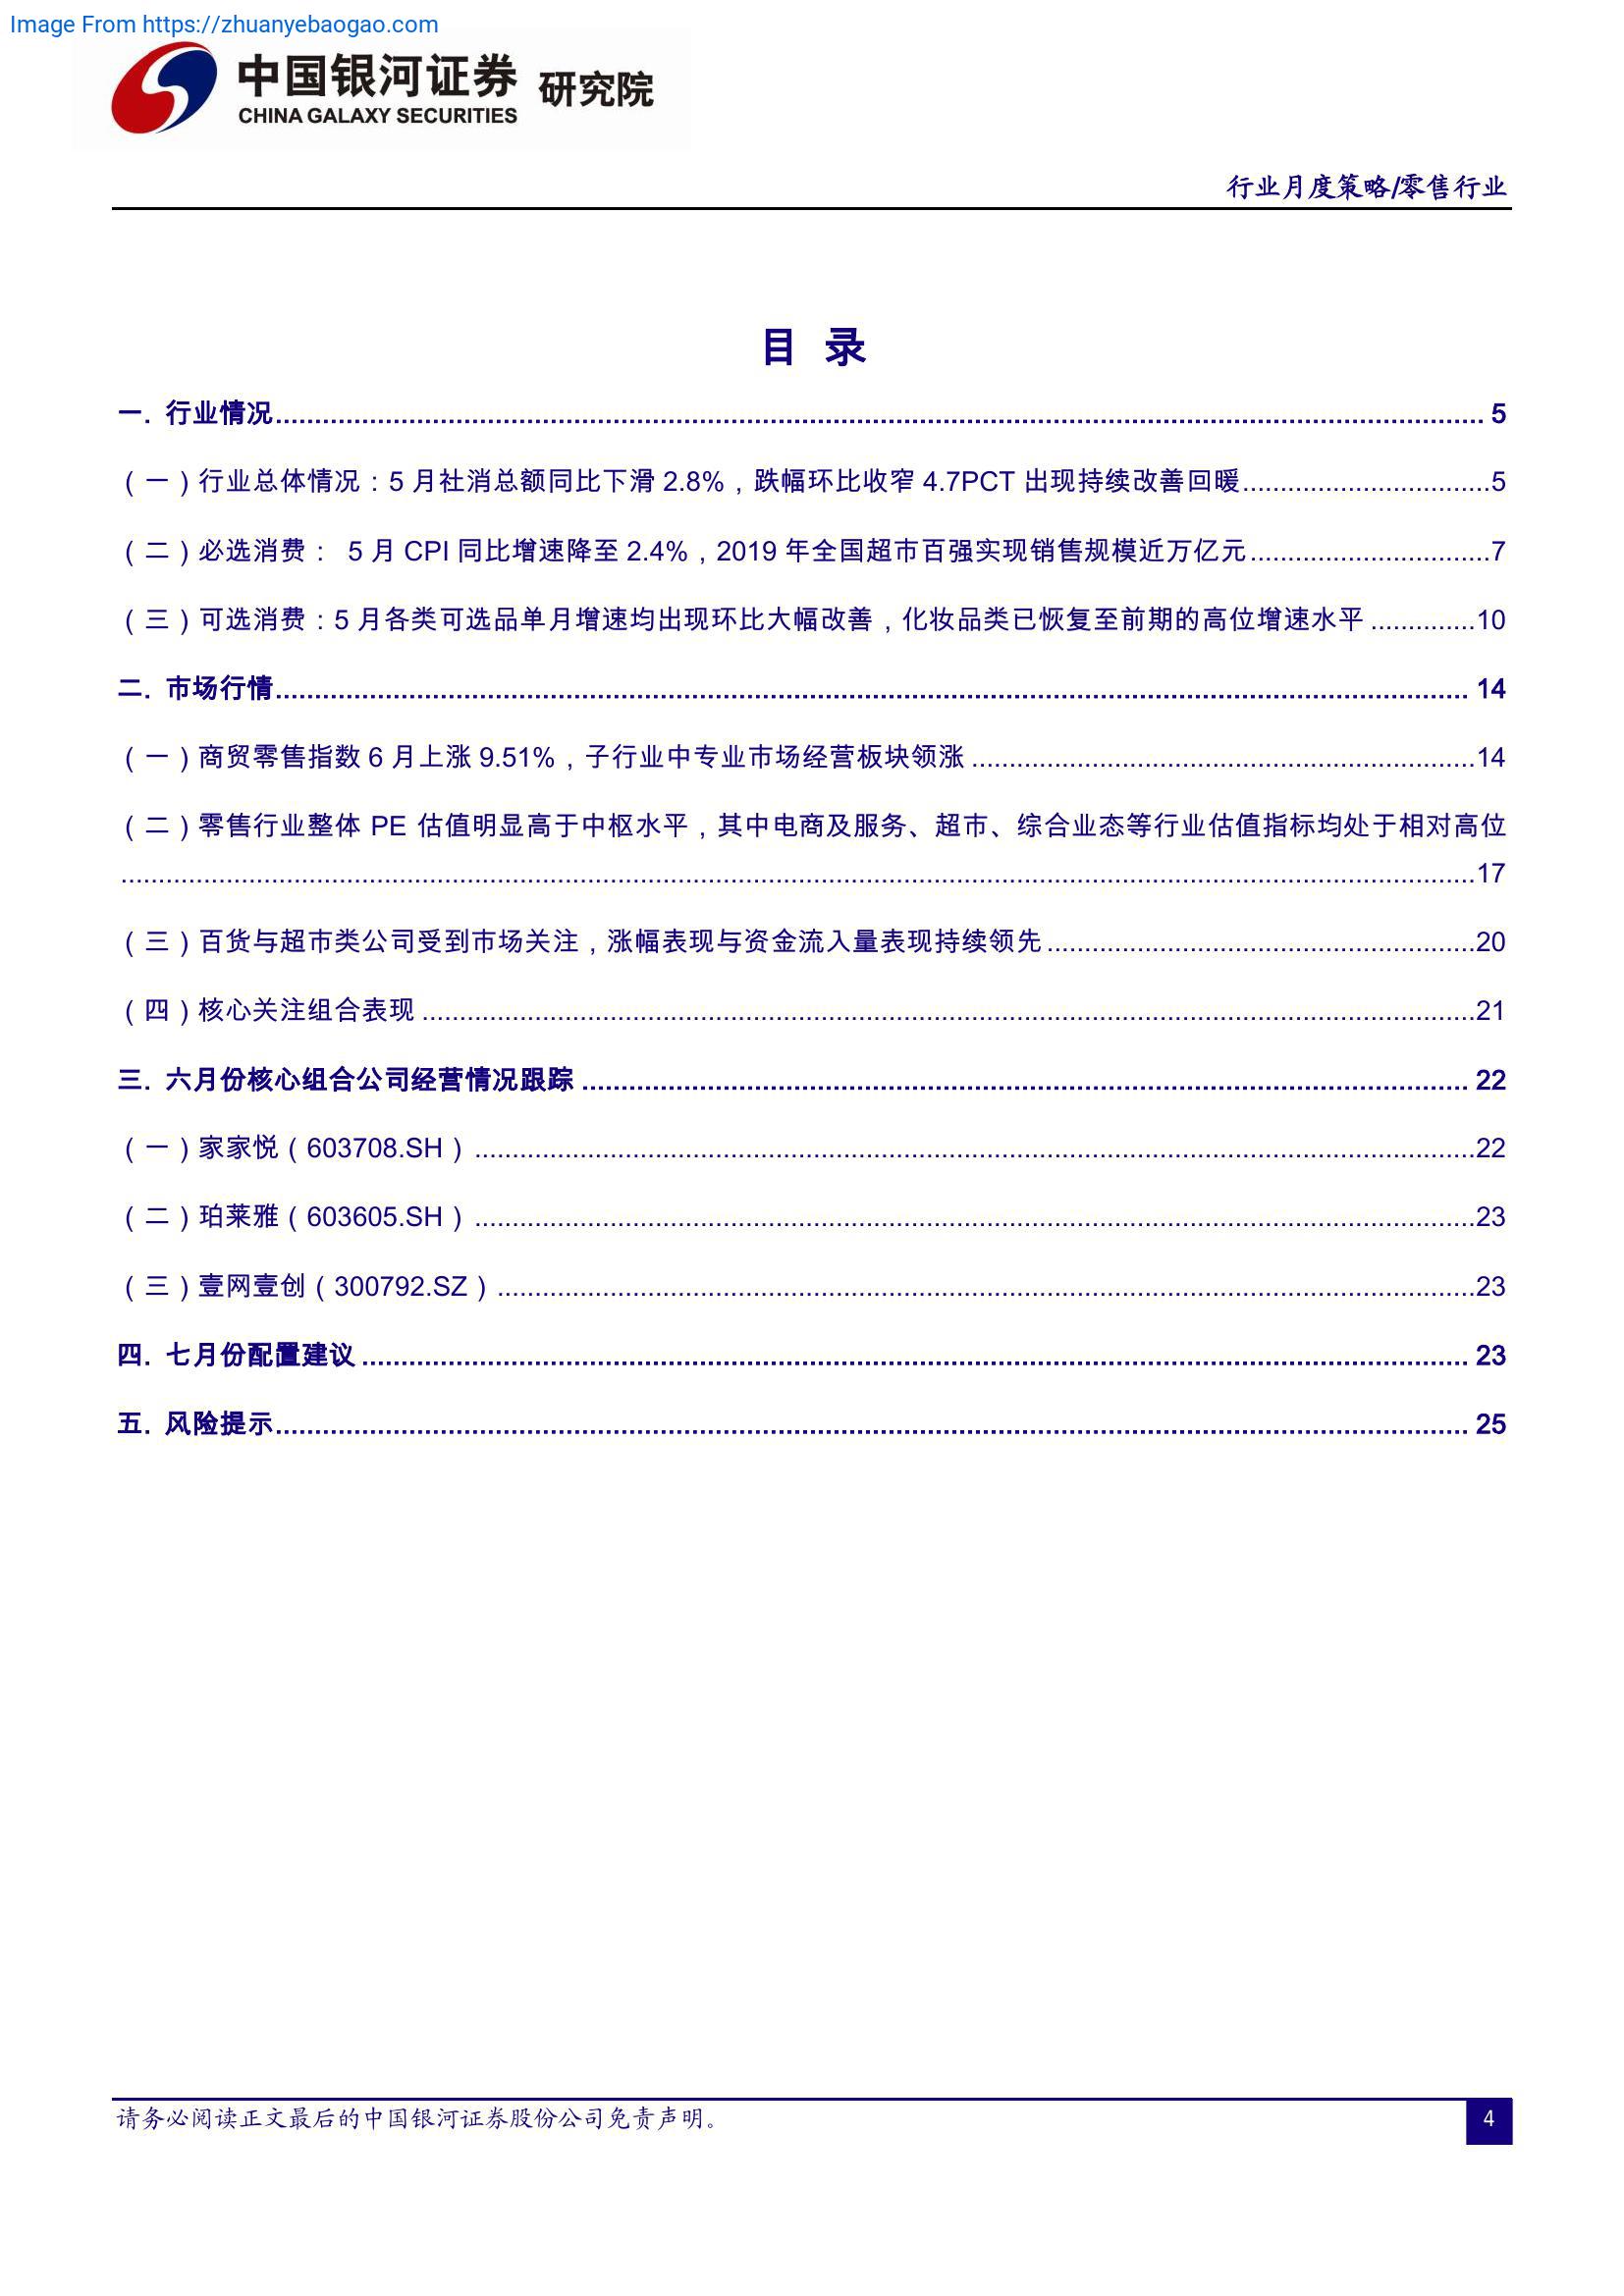 Image From https://zhuanyebaogao.com
中国银河证券 研究院
CHINA GALAXY SECURITIES
行业月度策略/零售行业
目 录
一. 行业情况 5
（一）行业总体情况：5 月社消总额同比下滑 2.8%，跌幅环比收窄 4.7PCT 出现持续改善回暖 5
（二）必选消费： 5 月 CPI 同比增速降至 2.4%，2019 年全国超市百强实现销售规模近万亿元 7
（三）可选消费：5 月各类可选品单月增速均出现环比大幅改善，化妆品类已恢复至前期的高位增速水平 10
二. 市场行情 14
（一）商贸零售指数 6 月上涨 9.51%，子行业中专业市场经营板块领涨 14
（二）零售行业整体 PE 估值明显高于中枢水平，其中电商及服务、超市、综合业态等行业估值指标均处于相对高位
17
（三）百货与超市类公司受到市场关注，涨幅表现与资金流入量表现持续领先 20
（四）核心关注组合表现 21
三. 六月份核心组合公司经营情况跟踪 22
（一）家家悦（603708.SH） 22
（二）珀莱雅（603605.SH） 23
（三）壹网壹创（300792.SZ） 23
四. 七月份配置建议 23
五. 风险提示 25
请务必阅读正文最后的中国银河证券股份公司免责声明。
4